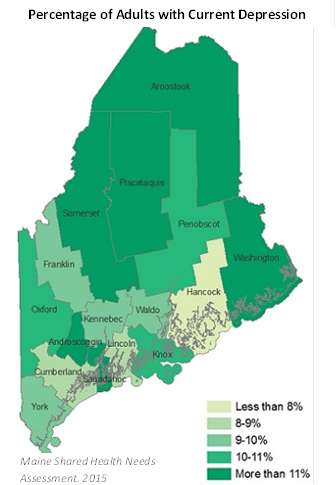 Percentage of Adults with Current Depression
Aroostook
Piscataquis
Somerset
Penobscot
Washington
Franklin
Hancock
Oxford
Waldo
Kennebec
Androscoggin
Lincoln
Knox
Cumberland
Sagadahoc
York
Less than 8%
8-9%
9-10%
10-11%
More than 11%
Maine Shared Health Needs
Assessment. 2015